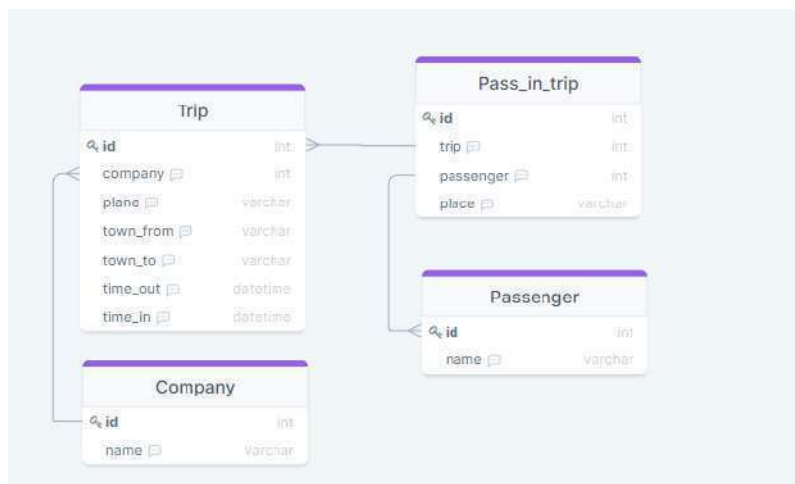 Trip
id int
company int
plane varchar
town_from varchar
town_to varchar
time_out datetime
time_in datetime
Pass_in_trip
id int
trip int
passenger int
place varchar
Passenger
id int
name varchar
Company
id int
name varchar